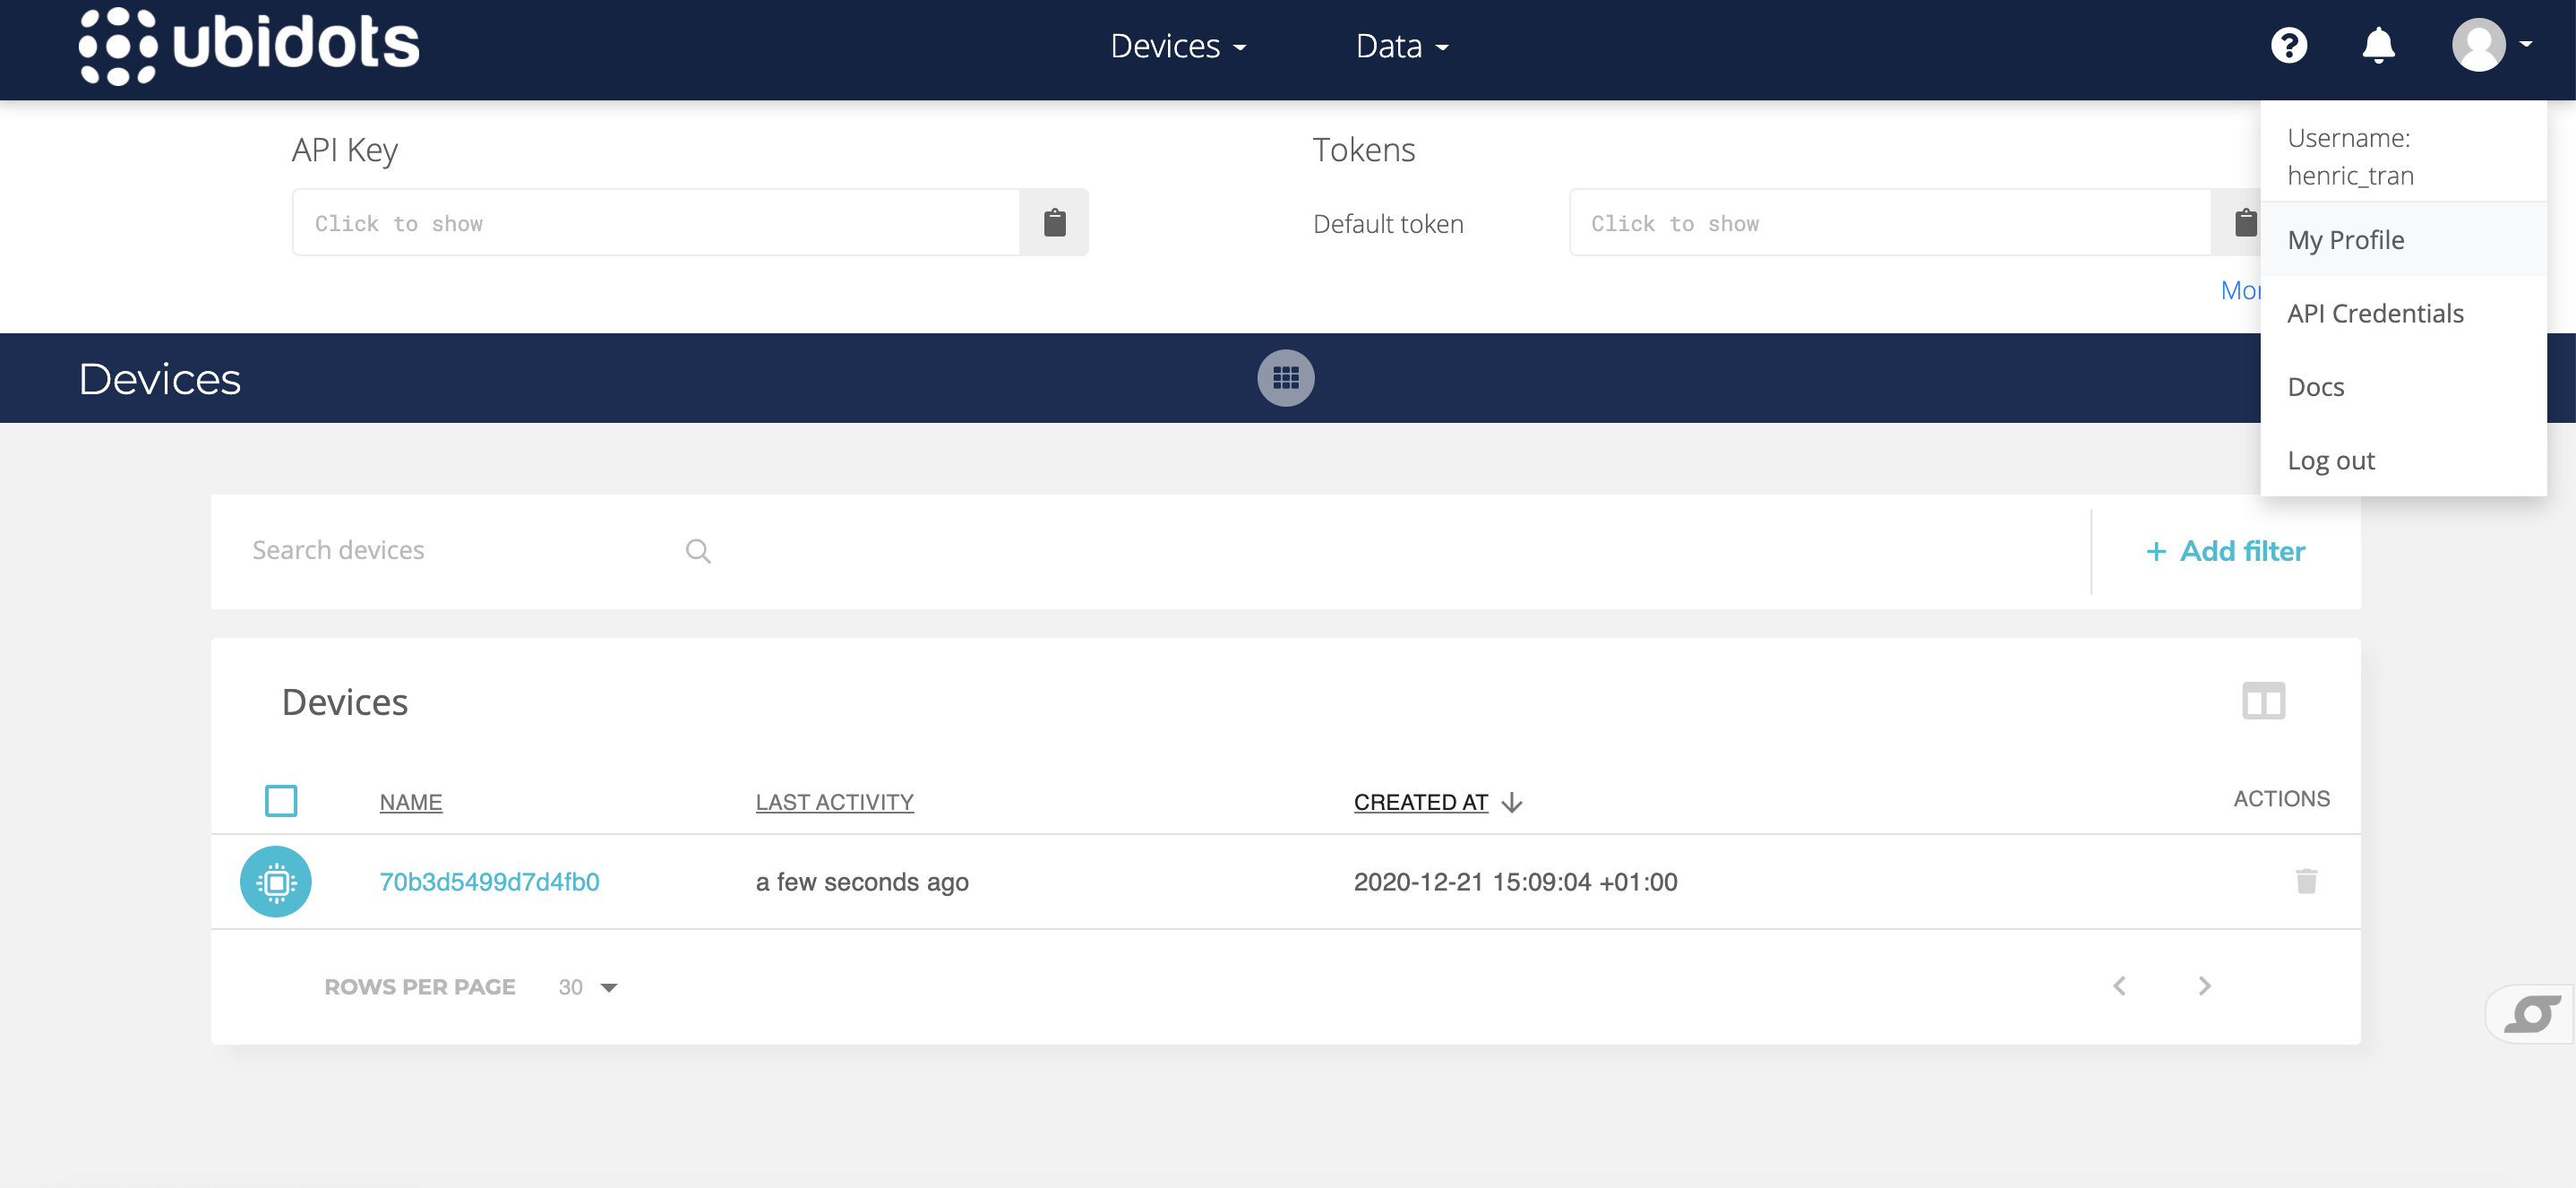 ubidots
Devices
Data
API Key
Tokens
Username:
henric_tran
Click to show
Default token
Click to show
My Profile
API Credentials
Docs
Log out
Devices
Search devices
+ Add filter
Devices
NAME
LAST ACTIVITY
CREATED AT
ACTIONS
70b3d5499d7d4fb0
a few seconds ago
2020-12-21 15:09:04 +01:00
ROWS PER PAGE
30